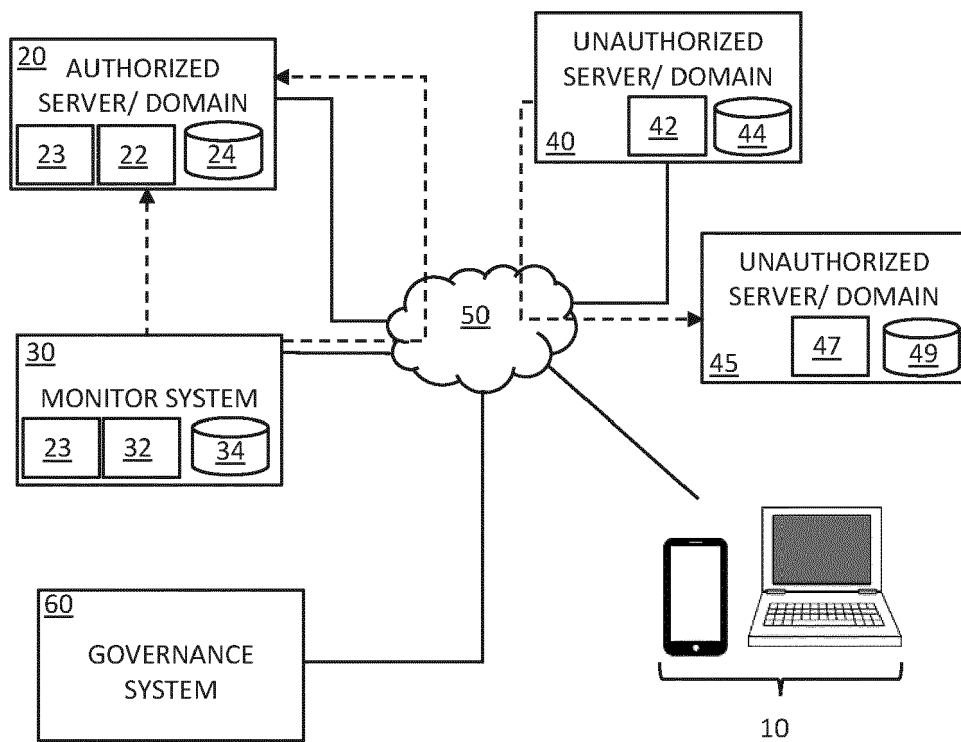 20
AUTHORIZED
SERVER/ DOMAIN
23 22 24
UNAUTHORIZED
SERVER/ DOMAIN
40 42 44
50
UNAUTHORIZED
SERVER/ DOMAIN
45 47 49
30
MONITOR SYSTEM
23 32 34
60
GOVERNANCE
SYSTEM
10